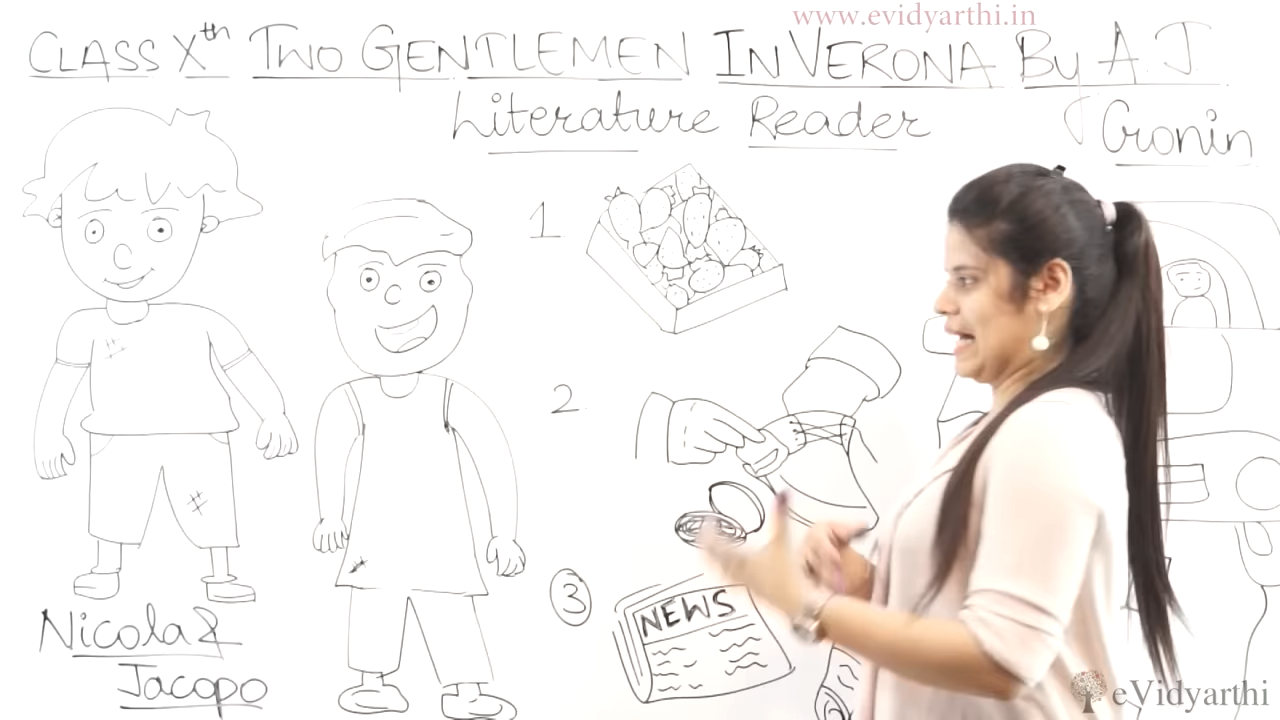 www.evidyarthi.in
CLASS Xth TWO GENTLEMEN IN VERONA By A.J
Cronin
Literature Reader
1
2
3
NEWS
Nicola &
Jacopo
eVidyarthi